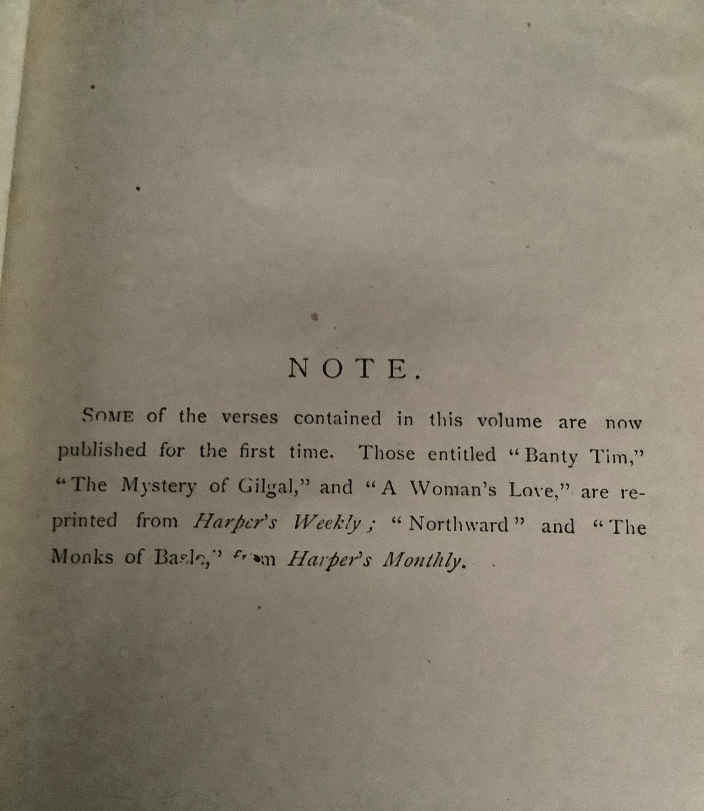 NOTE.
SOME of the verses contained in this volume are now
published for the first time. Those entitled “Banty Tim,”
“The Mystery of Gilgal,” and “A Woman’s Love,” are re-
printed from Harper’s Weekly; “Northward” and “The
Monks of Basle,” from Harper’s Monthly.